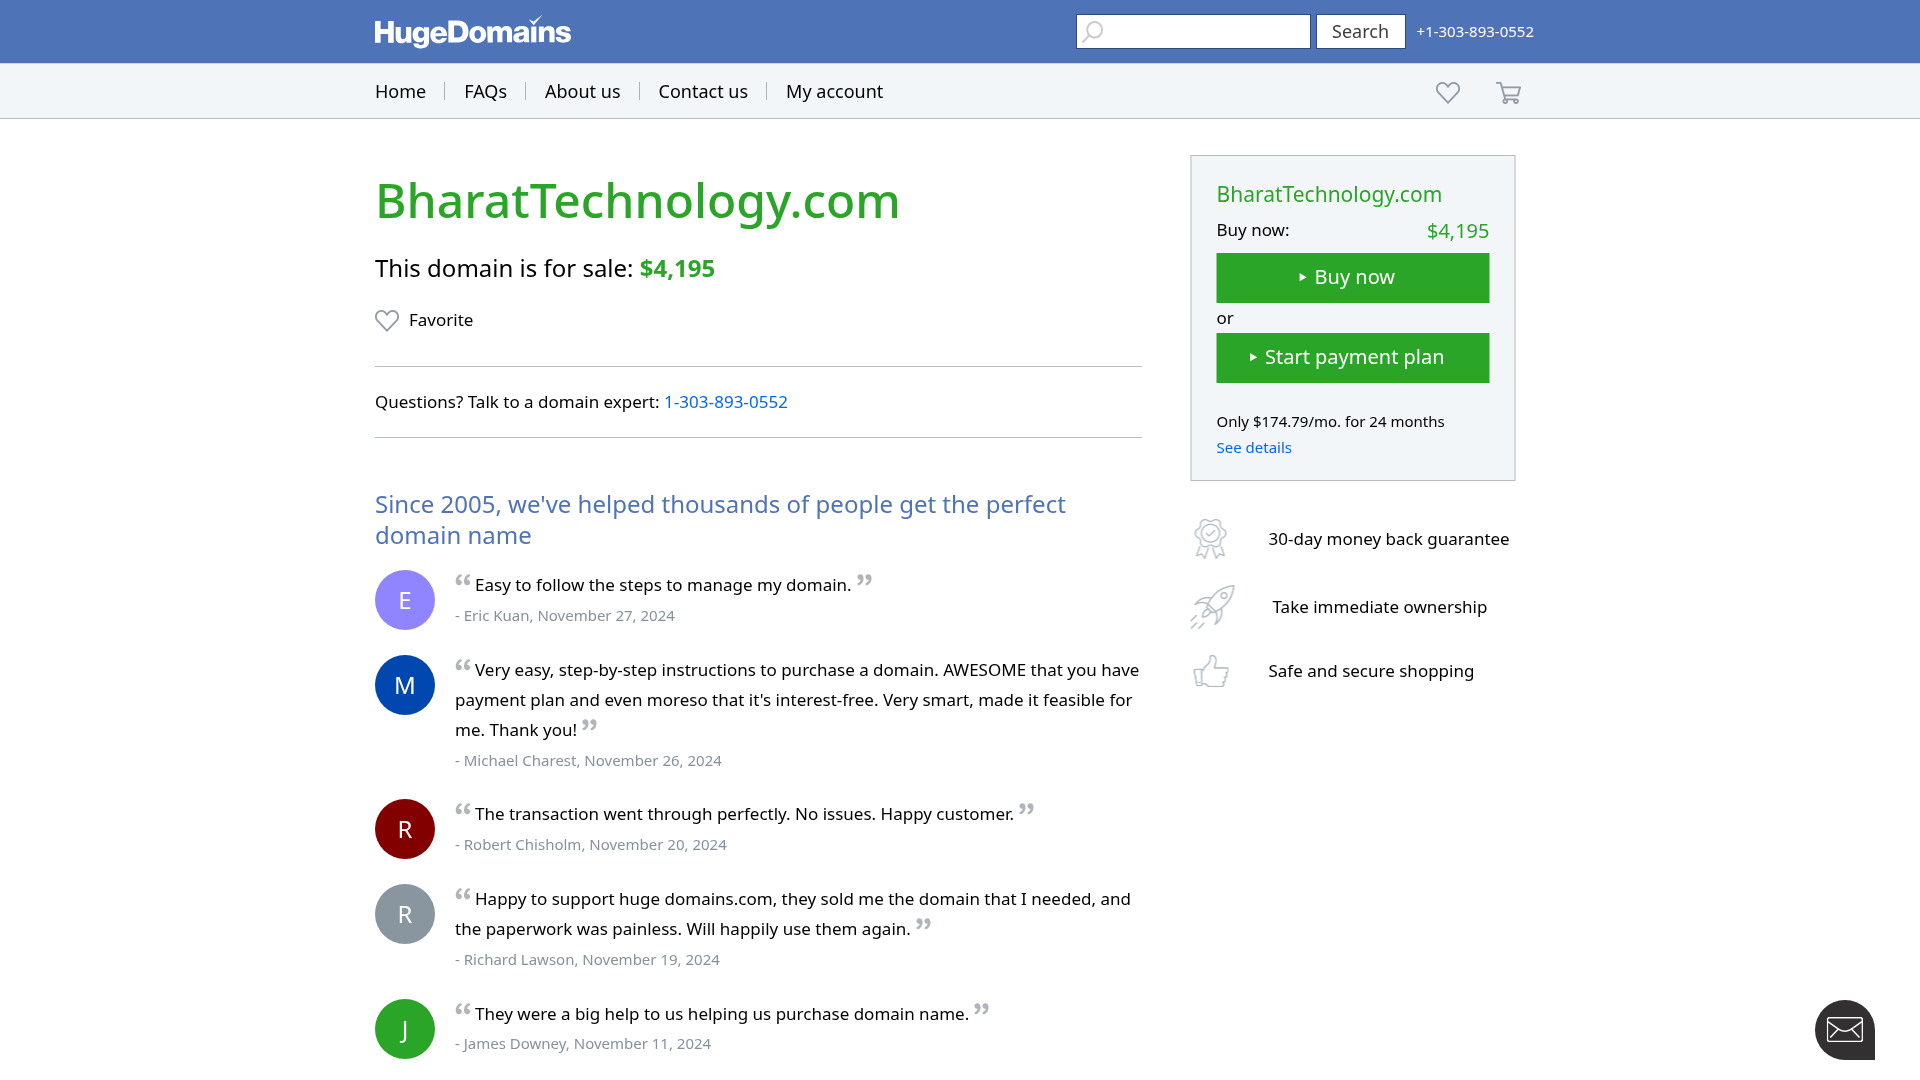 HugeDomains
Search
+1-303-893-0552
Home
FAQs
About us
Contact us
My account
BharatTechnology.com
This domain is for sale: $4,195
Favorite
Questions? Talk to a domain expert: 1-303-893-0552
Since 2005, we've helped thousands of people get the perfect
domain name
E
“ Easy to follow the steps to manage my domain. ”
- Eric Kuan, November 27, 2024
M
“ Very easy, step-by-step instructions to purchase a domain. AWESOME that you have
payment plan and even moreso that it's interest-free. Very smart, made it feasible for
me. Thank you! ”
- Michael Charest, November 26, 2024
R
“ The transaction went through perfectly. No issues. Happy customer. ”
- Robert Chisholm, November 20, 2024
R
“ Happy to support huge domains.com, they sold me the domain that I needed, and
the paperwork was painless. Will happily use them again. ”
- Richard Lawson, November 19, 2024
J
“ They were a big help to us helping us purchase domain name. ”
- James Downey, November 11, 2024
BharatTechnology.com
Buy now: $4,195
Buy now
or
Start payment plan
Only $174.79/mo. for 24 months
See details
30-day money back guarantee
Take immediate ownership
Safe and secure shopping